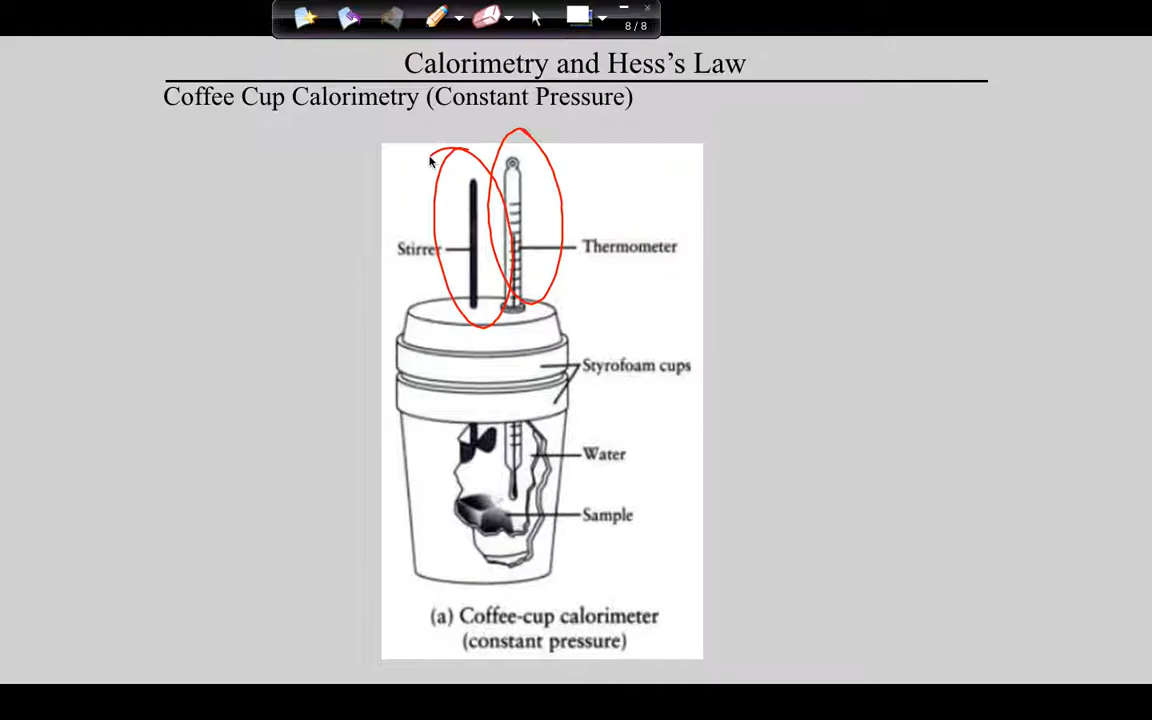 8/8
Calorimetry and Hess's Law
Coffee Cup Calorimetry (Constant Pressure)
Stirrer
Thermometer
Styrofoam cups
Water
Sample
(a) Coffee-cup calorimeter
(constant pressure)